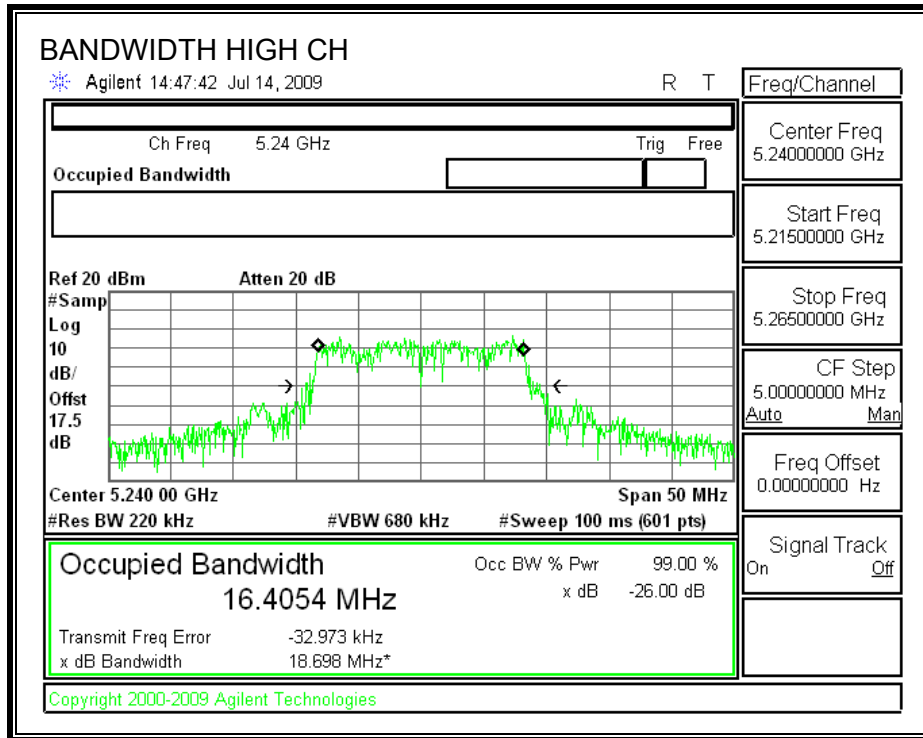 BANDWIDTH HIGH CH
Agilent 14:47:42 Jul 14, 2009 R T
Freq/Channel
Ch Freq 5.24 GHz Trig Free
Occupied Bandwidth
Center Freq
5.24000000 GHz
Start Freq
5.21500000 GHz
Stop Freq
5.26500000 GHz
CF Step
5.00000000 MHz
Auto Man
Freq Offset
0.00000000 Hz
Signal Track
On Off
Ref 20 dBm Atten 20 dB
#Samp
Log
10
dB/
Offst
17.5
dB
Center 5.240 00 GHz Span 50 MHz
#Res BW 220 kHz #VBW 680 kHz #Sweep 100 ms (601 pts)
Occupied Bandwidth Occ BW % Pwr 99.00 %
16.4054 MHz x dB -26.00 dB
Transmit Freq Error -32.973 kHz
x dB Bandwidth 18.698 MHz*
Copyright 2000-2009 Agilent Technologies